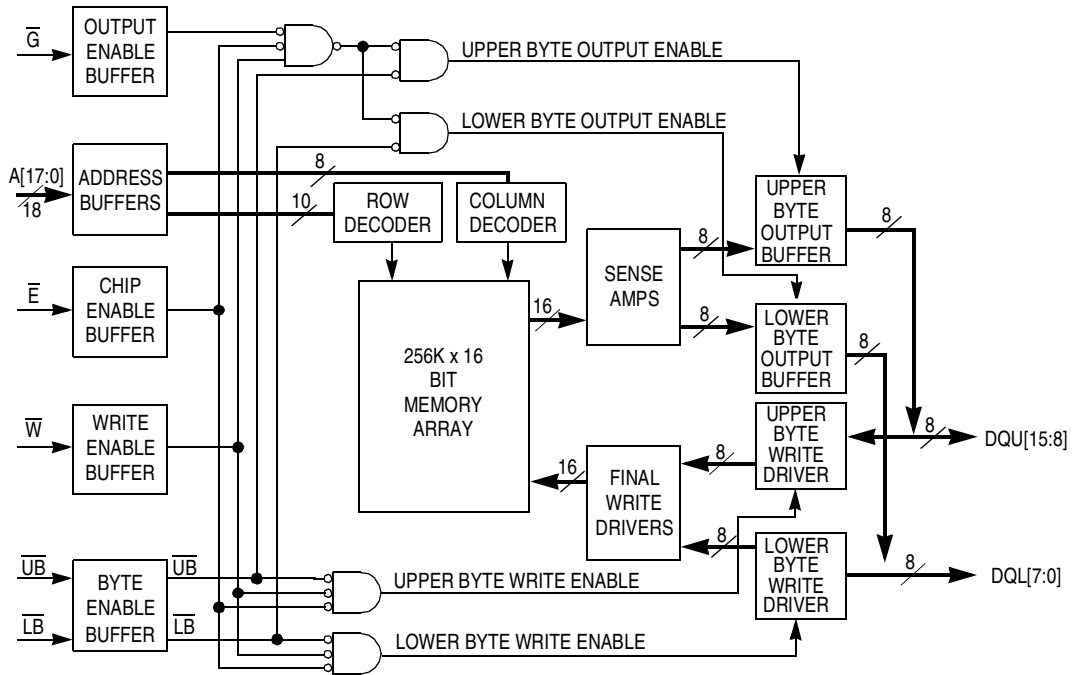 G
OUTPUT
ENABLE
BUFFER
UPPER BYTE OUTPUT ENABLE
LOWER BYTE OUTPUT ENABLE
A[17:0]
18
ADDRESS
BUFFERS
8
10
ROW
DECODER
COLUMN
DECODER
E
CHIP
ENABLE
BUFFER
256K x 16
BIT
MEMORY
ARRAY
16
SENSE
AMPS
8
8
UPPER
BYTE
OUTPUT
BUFFER
8
LOWER
BYTE
OUTPUT
BUFFER
8
W
WRITE
ENABLE
BUFFER
16
FINAL
WRITE
DRIVERS
8
8
UPPER
BYTE
WRITE
DRIVER
8
DQU[15:8]
LOWER
BYTE
WRITE
DRIVER
8
DQL[7:0]
UB
LB
BYTE
ENABLE
BUFFER
UB
LB
UPPER BYTE WRITE ENABLE
LOWER BYTE WRITE ENABLE